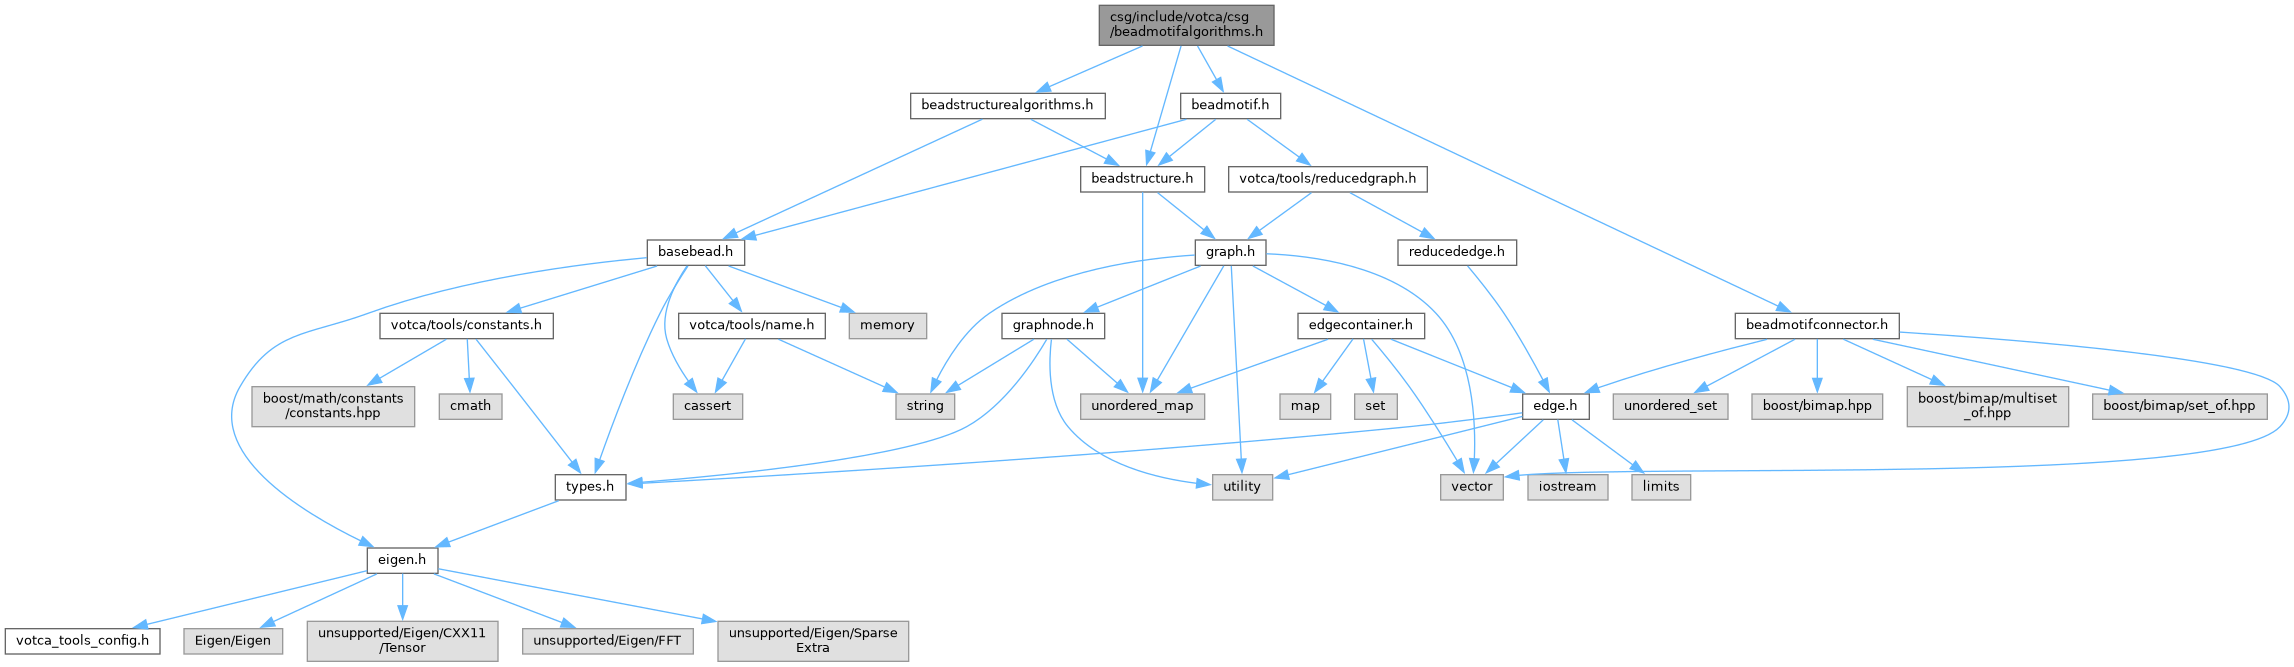 csg/include/votca/csg
/beadmotifalgorithms.h
beadstructurealgorithms.h
beadmotif.h
beadstructure.h
votca/tools/reducedgraph.h
basebead.h
graph.h
reducededge.h
votca/tools/constants.h
votca/tools/name.h
memory
graphnode.h
edgecontainer.h
beadmotifconnector.h
boost/math/constants
/constants.hpp
cmath
cassert
string
unordered_map
map
set
edge.h
unordered_set
boost/bimap.hpp
boost/bimap/multiset
_of.hpp
boost/bimap/set_of.hpp
types.h
utility
vector
iostream
limits
eigen.h
votca_tools_config.h
Eigen/Eigen
unsupported/Eigen/CXX11
/Tensor
unsupported/Eigen/FFT
unsupported/Eigen/Sparse
Extra